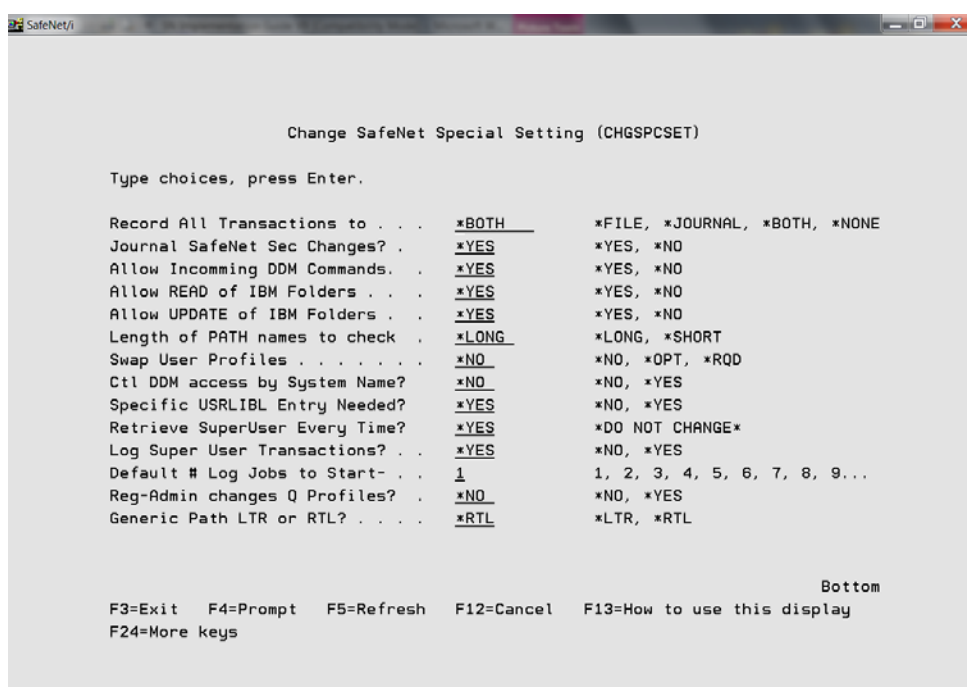 SafeNet/i
Change SafeNet Special Setting (CHGSPCSET)
Type choices, press Enter.
Record All Transactions to . . . *BOTH *FILE, *JOURNAL, *BOTH, *NONE
Journal SafeNet Sec Changes? . *YES *YES, *NO
Allow Incomming DDM Commands. . *YES *YES, *NO
Allow READ of IBM Folders . . . *YES *YES, *NO
Allow UPDATE of IBM Folders . . *YES *YES, *NO
Length of PATH names to check . *LONG *LONG, *SHORT
Swap User Profiles . . . . . . . *NO *NO, *OPT, *RQD
Ctl DDM access by System Name? *NO *NO, *YES
Specific USRLIBL Entry Needed? *YES *NO, *YES
Retrieve SuperUser Every Time? *YES *DO NOT CHANGE*
Log Super User Transactions? . . *YES *NO, *YES
Default # Log Jobs to Start- . . 1 1, 2, 3, 4, 5, 6, 7, 8, 9...
Reg-Admin changes Q Profiles? . *NO *NO, *YES
Generic Path LTR or RTL? . . . . *RTL *LTR, *RTL
Bottom
F3=Exit F4=Prompt F5=Refresh F12=Cancel F13=How to use this display
F24=More keys